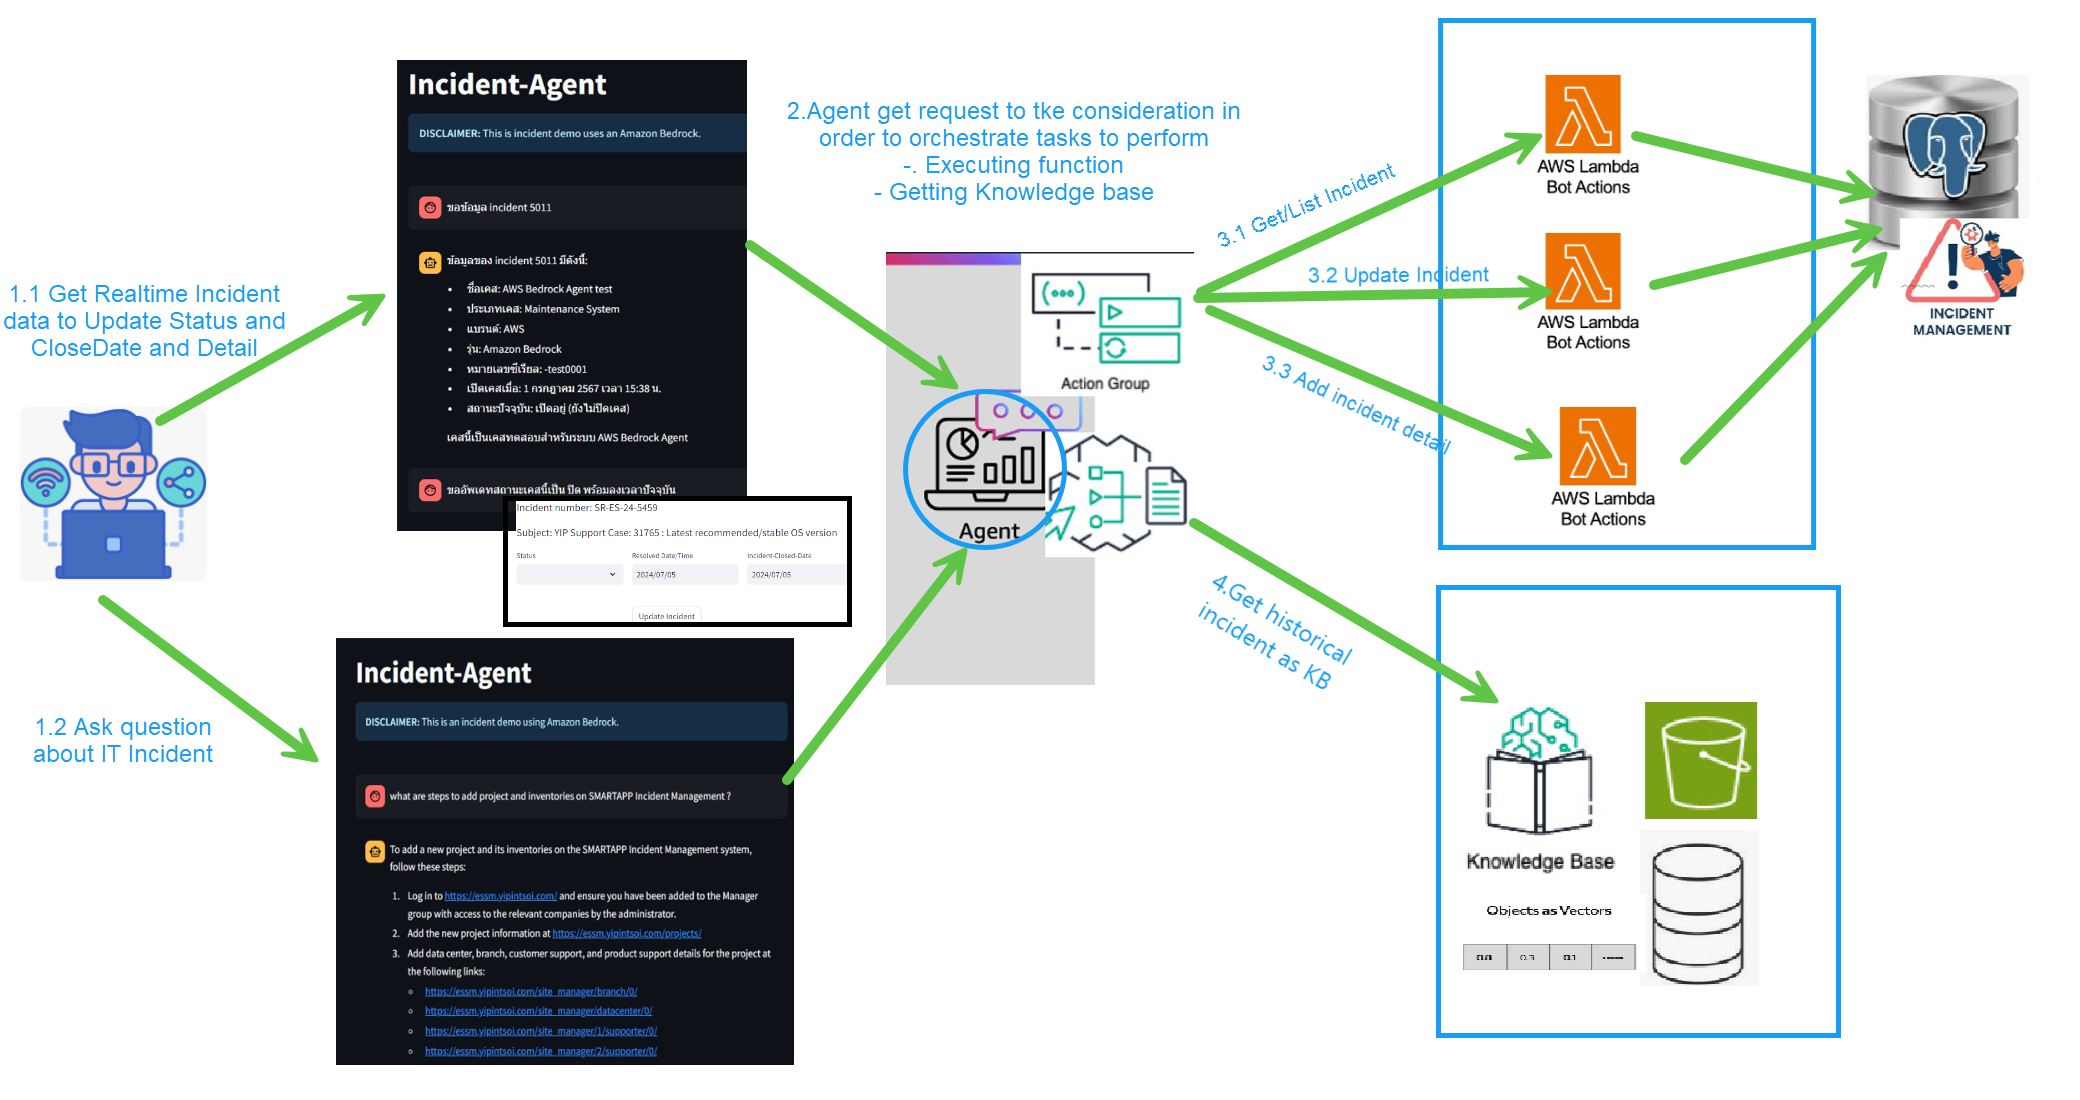 1.1 Get Realtime Incident
data to Update Status and
CloseDate and Detail
1.2 Ask question
about IT Incident
Incident-Agent
DISCLAIMER: This is incident demo uses an Amazon Bedrock.
ขอข้อมูล incident 5011
ข้อมูลของ incident 5011 มีดังนี้:
• ชื่อเคส: AWS Bedrock Agent test
• ประเภทเคส: Maintenance System
• แบรนด์: AWS
• รุ่น: Amazon Bedrock
• หมายเลขซีเรียล: -test0001
• เปิดเคสเมื่อ: 1 กรกฎาคม 2567 เวลา 15:38 น.
• สถานะปัจจุบัน: เปิดอยู่ (ยังไม่ปิดเคส)
เคสนี้เป็นเคสทดสอบสำหรับระบบ AWS Bedrock Agent
ขออัพเดทสถานะเคสนี้เป็น ปิด พร้อมลงเวลาปัจจุบัน
Incident number: SR-ES-24-5459
Subject: YIP Support Case: 31765 : Latest recommended/stable OS version
Status Resolved Date/Time Incident-Closed-Date
2024/07/05 2024/07/05
Update Incident
Incident-Agent
DISCLAIMER: This is an incident demo using Amazon Bedrock.
what are steps to add project and inventories on SMARTAPP Incident Management ?
To add a new project and its inventories on the SMARTAPP Incident Management system,
follow these steps:
1. Log in to https://essm.yipintsoi.com/ and ensure you have been added to the Manager
group with access to the relevant companies by the administrator.
2. Add the new project information at https://essm.yipintsoi.com/projects/
3. Add data center, branch, customer support, and product support details for the project at
the following links:
https://essm.yipintsoi.com/site_manager/branch/0/
https://essm.yipintsoi.com/site_manager/datacenter/0/
https://essm.yipintsoi.com/site_manager/1/supporter/0/
https://essm.yipintsoi.com/site_manager/2/supporter/0/
2.Agent get request to tke consideration in
order to orchestrate tasks to perform
-. Executing function
- Getting Knowledge base
Action Group
Agent
3.1 Get/List Incident
3.2 Update Incident
3.3 Add incident detail
4.Get historical
incident as KB
AWS Lambda
Bot Actions
AWS Lambda
Bot Actions
AWS Lambda
Bot Actions
INCIDENT
MANAGEMENT
Knowledge Base
Objects as Vectors
0.3 0.1